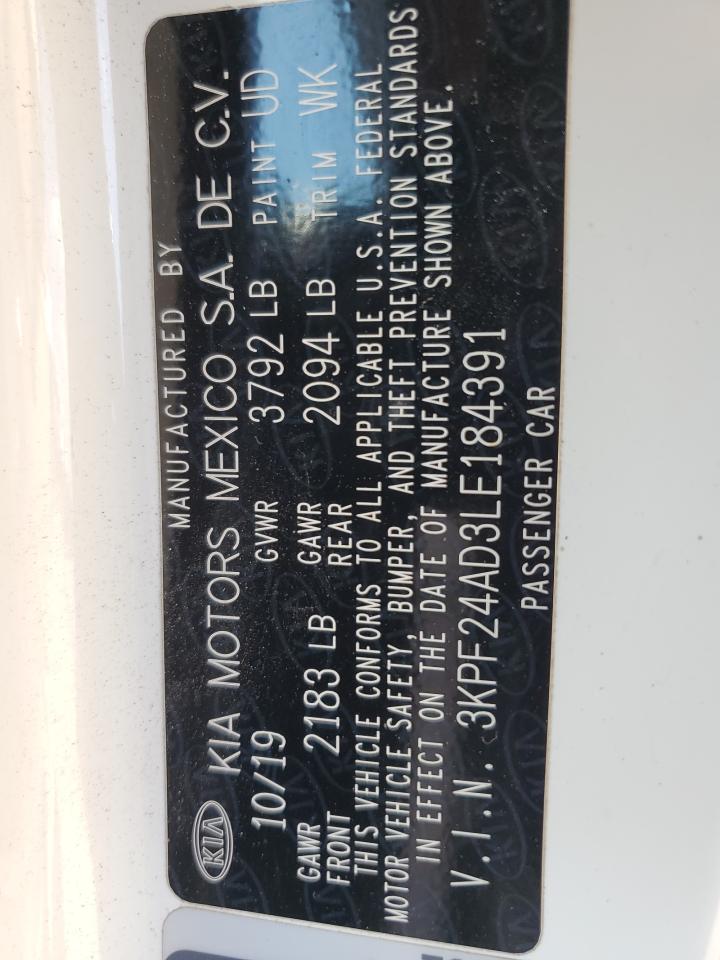 MANUFACTURED BY
KIA KIA MOTORS MEXICO S.A. DE C.V.
10/19 GVWR 3792 LB PAINT UD
GAWR FRONT 2183 LB GAWR REAR 2094 LB TRIM WK
THIS VEHICLE CONFORMS TO ALL APPLICABLE U.S.A. FEDERAL
MOTOR VEHICLE SAFETY, BUMPER, AND THEFT PREVENTION STANDARDS
IN EFFECT ON THE DATE OF MANUFACTURE SHOWN ABOVE.
V.I.N. 3KPF24AD3LE184391
PASSENGER CAR